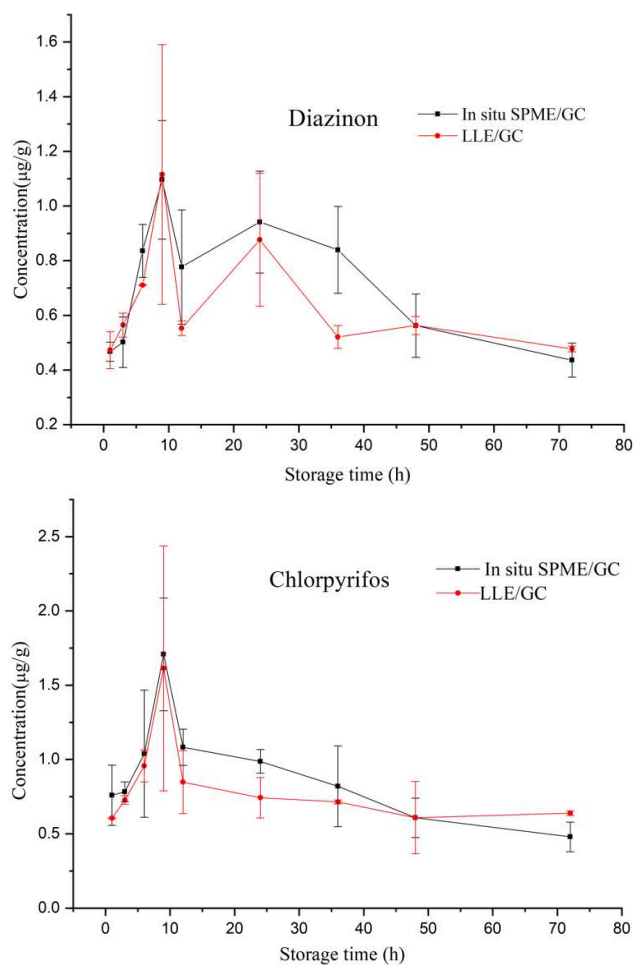 1.6
1.4
1.2
1.0
0.8
0.6
0.4
0.2
Concentration(μg/g)
Diazinon
In situ SPME/GC
LLE/GC
0 10 20 30 40 50 60 70 80
Storage time (h)
2.5
2.0
1.5
1.0
0.5
0.0
Concentration(μg/g)
Chlorpyrifos
In situ SPME/GC
LLE/GC
0 10 20 30 40 50 60 70 80
Storage time (h)